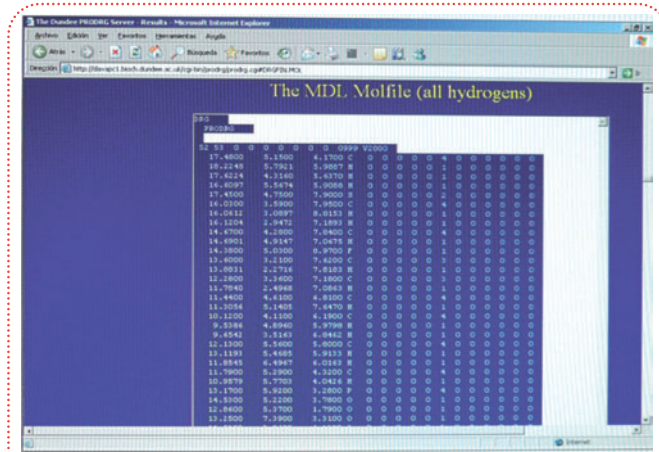 The Dundee PRODRG Server - Results - Microsoft Internet Explorer
Archivo Edición Ver Favoritos Herramientas Ayuda
Atrás Búsqueda Favoritos
Dirección http://davapc1.bioch.dundee.ac.uk/cgi-bin/prodrg/prodrg.cgi#DRGFIN.MOL Ir
The MDL Molfile (all hydrogens)
DRG
PRODRG
52 53 0 0 0 0 0 0 0 0999 V2000
17.4800 5.1500 6.1700 C 0 0 0 0 0 4 0 0 0 0 0 0
18.2248 5.7921 5.9887 H 0 0 0 0 0 1 0 0 0 0 0 0
17.6224 4.3160 5.6370 H 0 0 0 0 0 1 0 0 0 0 0 0
16.6097 5.5674 5.9088 H 0 0 0 0 0 1 0 0 0 0 0 0
17.4500 4.7500 7.9000 S 0 0 0 0 0 2 0 0 0 0 0 0
16.0300 3.5900 7.9500 C 0 0 0 0 0 4 0 0 0 0 0 0
16.0612 3.0897 8.8153 H 0 0 0 0 0 1 0 0 0 0 0 0
16.1204 2.9472 7.1893 H 0 0 0 0 0 1 0 0 0 0 0 0
14.6700 4.2800 7.8400 C 0 0 0 0 0 4 0 0 0 0 0 0
14.6901 4.9147 7.0675 H 0 0 0 0 0 1 0 0 0 0 0 0
14.3800 5.0300 8.9700 F 0 0 0 0 0 4 0 0 0 0 0 0
13.6000 3.2100 7.6200 C 0 0 0 0 0 3 0 0 0 0 0 0
13.8831 2.2716 7.8183 H 0 0 0 0 0 1 0 0 0 0 0 0
12.2800 3.3600 7.1800 C 0 0 0 0 0 3 0 0 0 0 0 0
11.7840 2.4968 7.0863 H 0 0 0 0 0 1 0 0 0 0 0 0
11.4400 4.6100 6.8100 C 0 0 0 0 0 4 0 0 0 0 0 0
11.3056 5.1405 7.6470 H 0 0 0 0 0 1 0 0 0 0 0 0
10.1200 4.1100 6.1900 C 0 0 0 0 0 4 0 0 0 0 0 0
9.5386 4.8960 5.9798 H 0 0 0 0 0 1 0 0 0 0 0 0
9.6542 3.5163 6.8462 H 0 0 0 0 0 1 0 0 0 0 0 0
12.1300 5.5600 5.8000 C 0 0 0 0 0 4 0 0 0 0 0 0
13.1193 5.4685 5.9133 H 0 0 0 0 0 1 0 0 0 0 0 0
11.8545 6.4967 6.0163 H 0 0 0 0 0 1 0 0 0 0 0 0
11.7900 5.2900 4.3200 C 0 0 0 0 0 4 0 0 0 0 0 0
10.9579 5.7703 4.0426 H 0 0 0 0 0 1 0 0 0 0 0 0
13.1700 5.9200 3.2800 P 0 0 0 0 0 4 0 0 0 0 0 0
14.5300 5.2200 3.7800 O 0 0 0 0 0 0 0 0 0 0 0 0
12.8600 5.3700 1.7900 O 0 0 0 0 0 1 0 0 0 0 0 0
13.2500 7.3900 3.3100 O 0 0 0 0 0 0 0 0 0 0 0
Internet